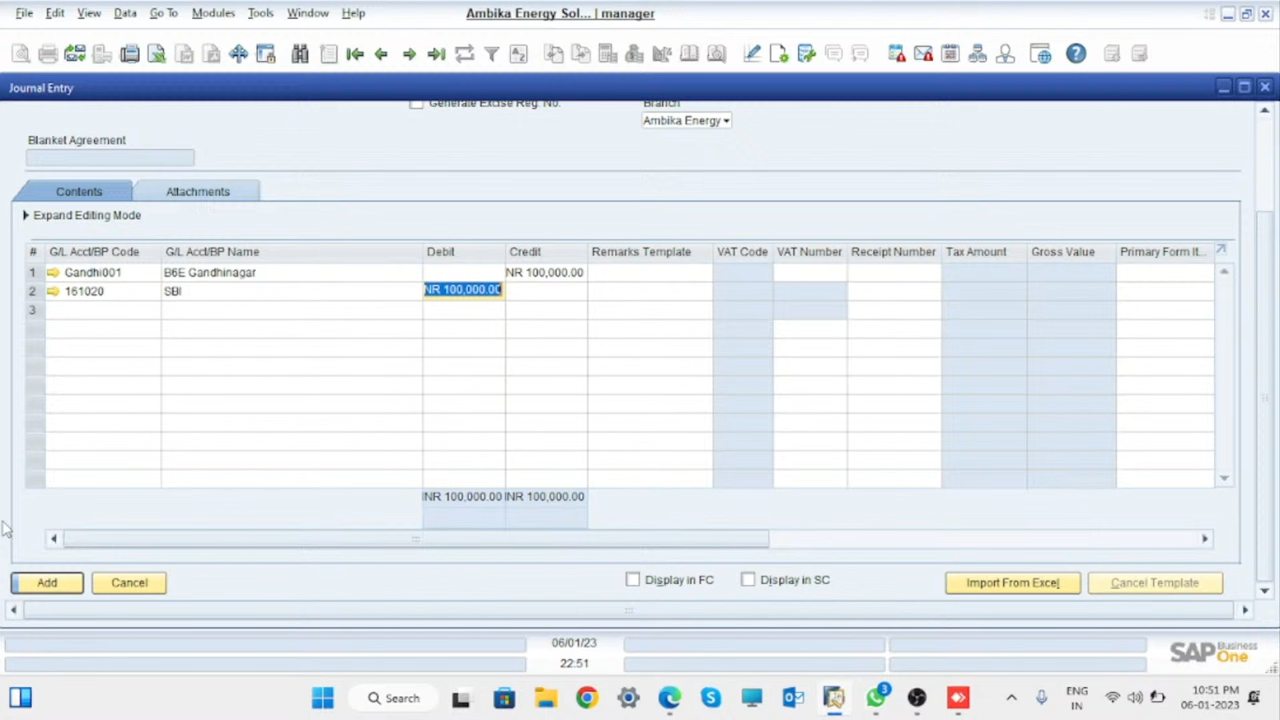 File Edit View Data Go To Modules Tools Window Help Ambika Energy Sol... | manager
Journal Entry
Generate Excise Reg. No. Branch
Ambika Energy
Blanket Agreement
Contents Attachments
Expand Editing Mode
# G/L Acct/BP Code G/L Acct/BP Name Debit Credit Remarks Template VAT Code VAT Number Receipt Number Tax Amount Gross Value Primary Form It...
1 Gandhi001 B6E Gandhinagar NR 100,000.00
2 161020 SBI NR 100,000.00
3
INR 100,000.00 INR 100,000.00
Add Cancel Display in FC Display in SC Import From Excel Cancel Template
06/01/23
22:51
SAP Business One
Search 3 ENG IN 10:51 PM 06-01-2023